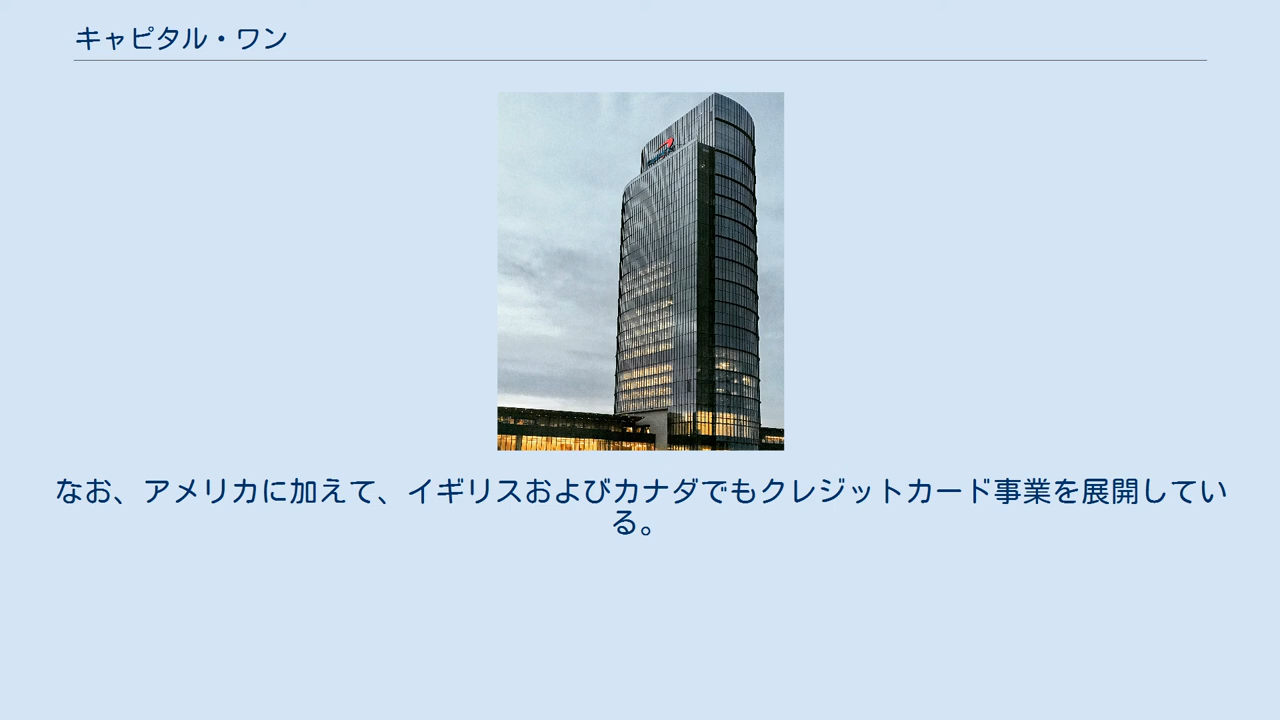 キャピタル・ワン
なお、アメリカに加えて、イギリスおよびカナダでもクレジットカード事業を展開してい
る。